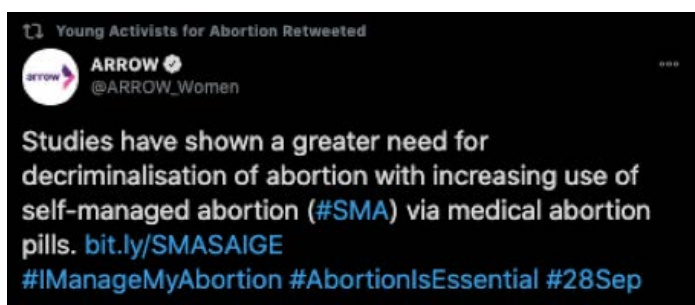 Young Activists for Abortion Retweeted
ARROW
arrow
@ARROW_Women
Studies have shown a greater need for
decriminalisation of abortion with increasing use of
self-managed abortion (#SMA) via medical abortion
pills. bit.ly/SMASAIGE
#IManageMyAbortion #AbortionIsEssential #28Sep